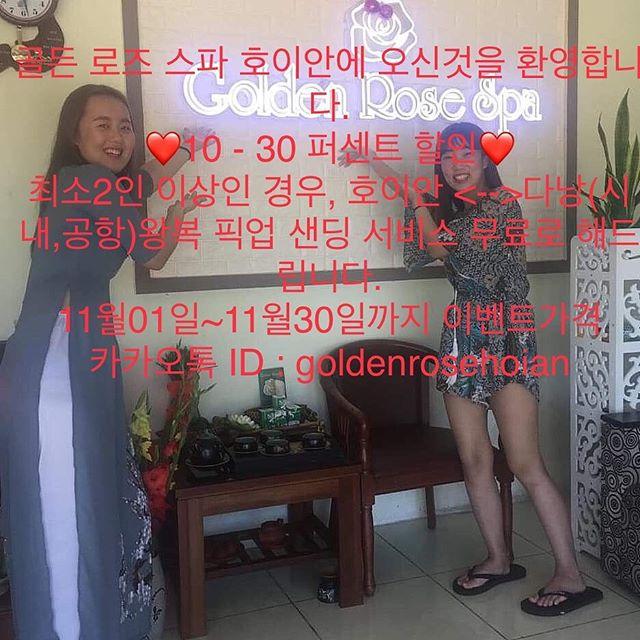 골든 로즈 스파 호이안에 오신것을 환영합니
다.
❤️10 - 30 퍼센트 할인❤️
최소2인 이상인 경우, 호이안 <-->다낭(시
내,공항)왕복 픽업 샌딩 서비스 무료로 해드
립니다.
11월01일~11월30일까지 이벤트가격
카카오톡 ID : goldenrosehoian
Golden Rose Spa